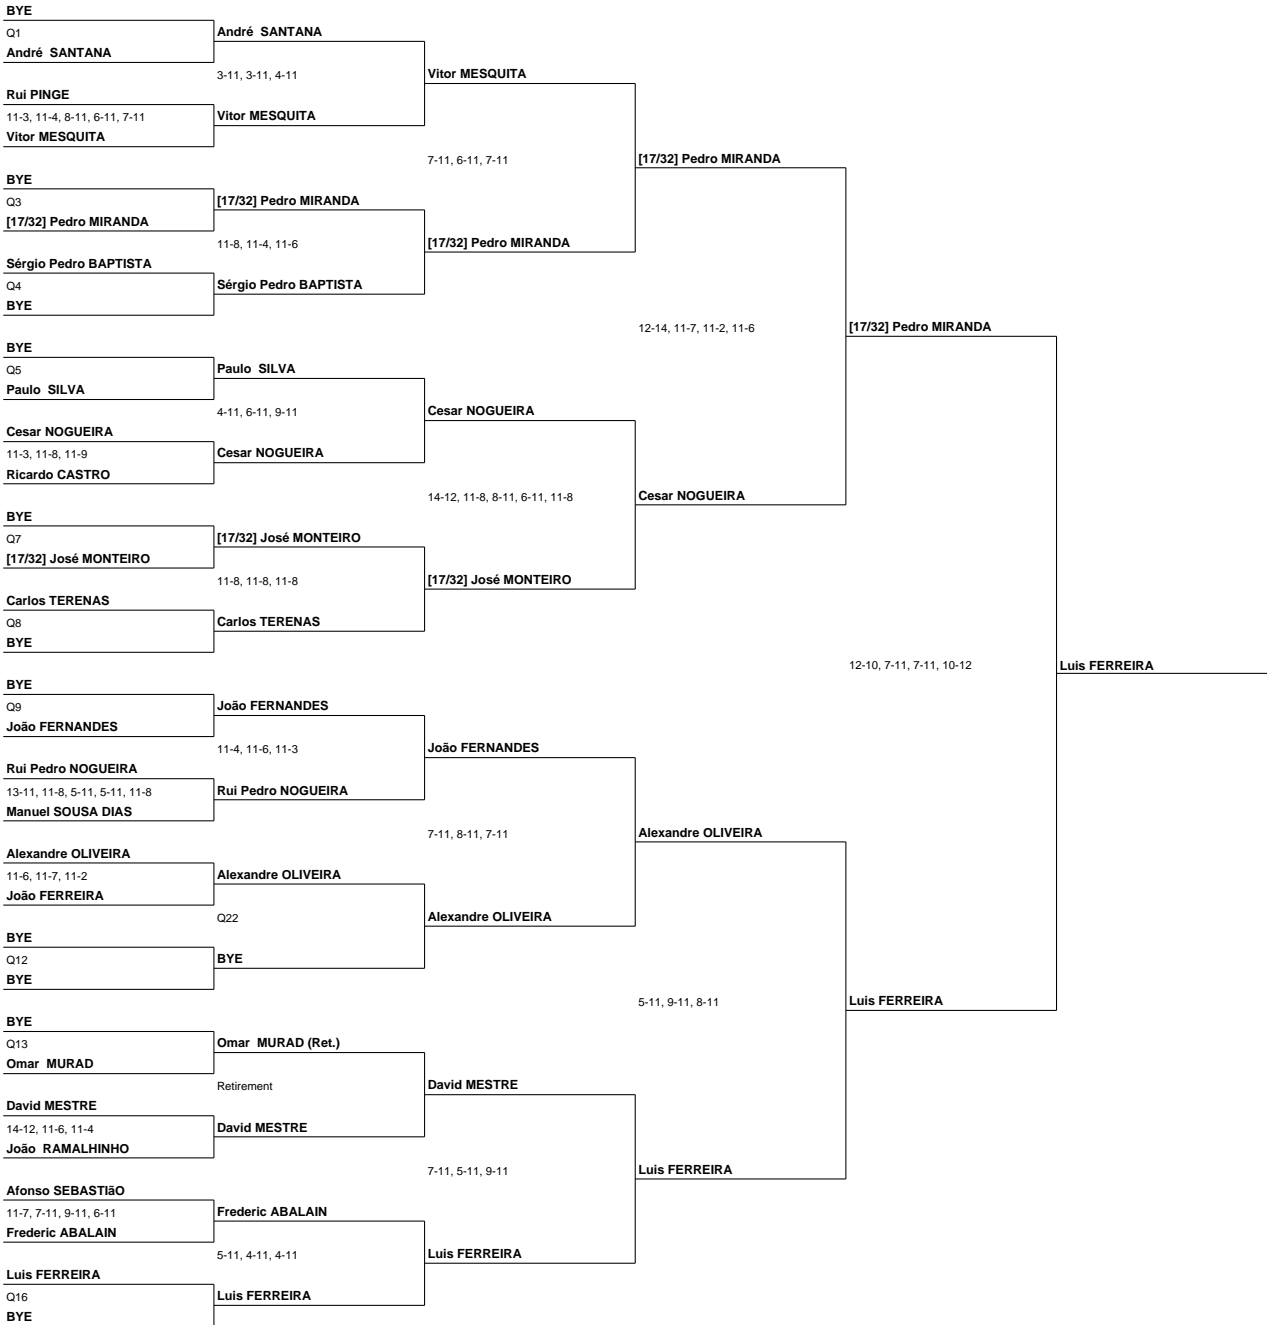 BYE
Q1
André  SANTANA
André  SANTANA
3-11, 3-11, 4-11
Vitor MESQUITA
Rui PINGE
11-3, 11-4, 8-11, 6-11, 7-11
Vitor MESQUITA
Vitor MESQUITA
7-11, 6-11, 7-11
[17/32] Pedro MIRANDA
BYE
Q3
[17/32] Pedro MIRANDA
[17/32] Pedro MIRANDA
11-8, 11-4, 11-6
[17/32] Pedro MIRANDA
Sérgio Pedro BAPTISTA
Q4
Sérgio Pedro BAPTISTA
BYE
12-14, 11-7, 11-2, 11-6
[17/32] Pedro MIRANDA
BYE
Q5
Paulo  SILVA
Paulo  SILVA
4-11, 6-11, 9-11
Cesar NOGUEIRA
Cesar NOGUEIRA
11-3, 11-8, 11-9
Cesar NOGUEIRA
Ricardo CASTRO
14-12, 11-8, 8-11, 6-11, 11-8
Cesar NOGUEIRA
BYE
Q7
[17/32] José MONTEIRO
[17/32] José MONTEIRO
11-8, 11-8, 11-8
[17/32] José MONTEIRO
Carlos TERENAS
Q8
Carlos TERENAS
BYE
12-10, 7-11, 7-11, 10-12
Luis FERREIRA
BYE
Q9
João FERNANDES
João FERNANDES
11-4, 11-6, 11-3
João FERNANDES
Rui Pedro NOGUEIRA
13-11, 11-8, 5-11, 5-11, 11-8
Rui Pedro NOGUEIRA
Manuel SOUSA DIAS
7-11, 8-11, 7-11
Alexandre OLIVEIRA
Alexandre OLIVEIRA
11-6, 11-7, 11-2
Alexandre OLIVEIRA
João FERREIRA
Q22
Alexandre OLIVEIRA
BYE
Q12
BYE
BYE
5-11, 9-11, 8-11
Luis FERREIRA
BYE
Q13
Omar  MURAD (Ret.)
Omar  MURAD
Retirement
David MESTRE
David MESTRE
14-12, 11-6, 11-4
David MESTRE
João  RAMALHINHO
7-11, 5-11, 9-11
Luis FERREIRA
Afonso SEBASTIãO
11-7, 7-11, 9-11, 6-11
Frederic ABALAIN
Frederic ABALAIN
5-11, 4-11, 4-11
Luis FERREIRA
Luis FERREIRA
Q16
Luis FERREIRA
BYE